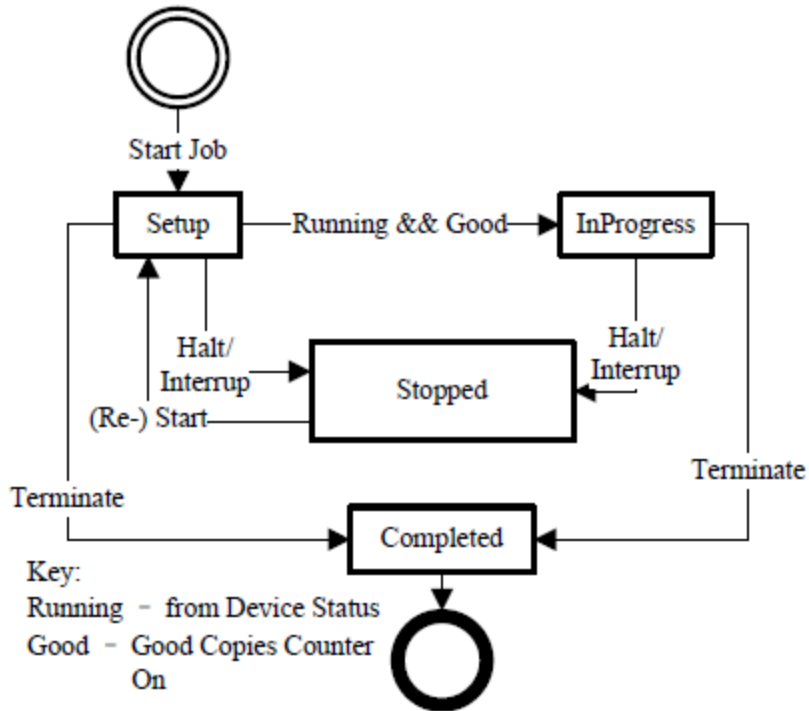 Start Job
Setup
Running && Good
InProgress
Halt/
Interrup
Halt/
Interrup
Stopped
(Re-) Start
Terminate
Terminate
Completed
Key:
Running - from Device Status
Good - Good Copies Counter
On